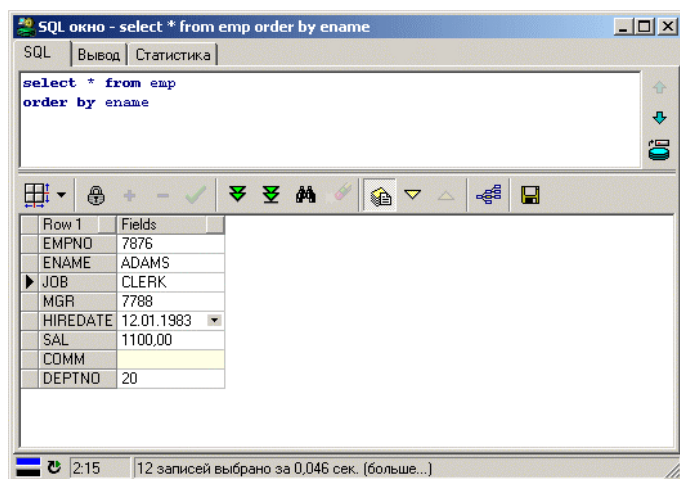 SQL окно - select * from emp order by ename
SQL Вывод Статистика
select * from emp
order by ename
Row 1 Fields
EMPNO 7876
ENAME ADAMS
JOB CLERK
MGR 7788
HIREDATE 12.01.1983
SAL 1100,00
COMM
DEPTNO 20
2:15 12 записей выбрано за 0,046 сек. (больше...)